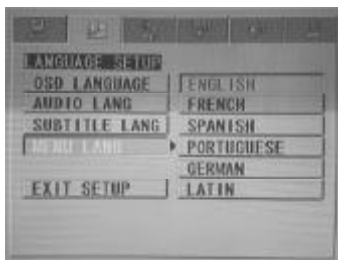 LANGUAGE SETUP
OSD LANGUAGE
AUDIO LANG
SUBTITLE LANG
MENU LANG
EXIT SETUP
ENGLISH
FRENCH
SPANISH
PORTUGUESE
GERMAN
LATIN